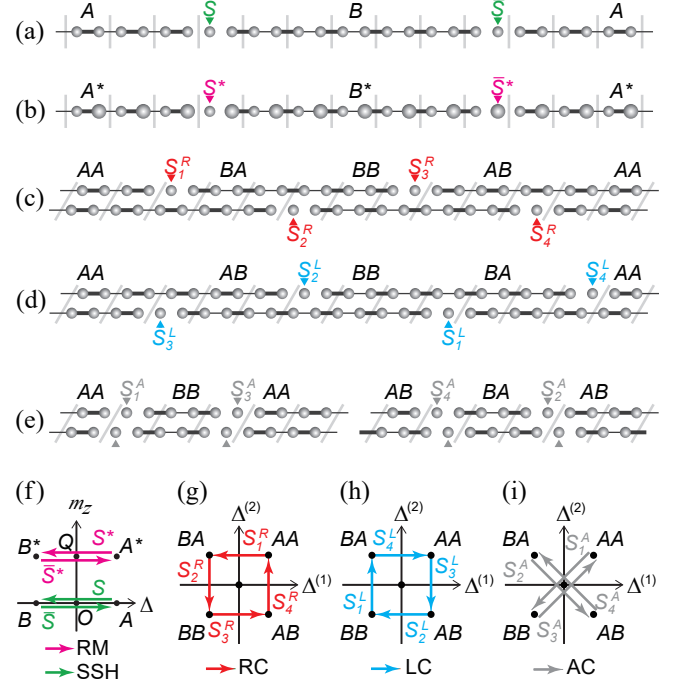 A S B S A
(a)
A* S* B* S̄* A*
(b)
AA S₁ᴿ BA BB S₃ᴿ AB AA
(c)
S₂ᴿ S₄ᴿ
AA AB S₂ᴸ BB BA S₄ᴸ AA
(d)
S₃ᴸ S₁ᴸ
AA S₁ᴬ BB S₃ᴬ AA AB S₄ᴬ BA S₂ᴬ AB
(e)
(f) m_z
B* Q S* A*
S̄*
S
Δ
B S̄ O A
RM
SSH
(g) Δ⁽²⁾
BA S₁ᴿ AA
S₂ᴿ Δ⁽¹⁾
S₄ᴿ
BB S₃ᴿ AB
RC
(h) Δ⁽²⁾
BA S₄ᴸ AA
S₃ᴸ Δ⁽¹⁾
S₁ᴸ
BB S₂ᴸ AB
LC
(i) Δ⁽²⁾
BA S₁ᴬ AA
S₂ᴬ Δ⁽¹⁾
S₄ᴬ
BB S₃ᴬ AB
AC